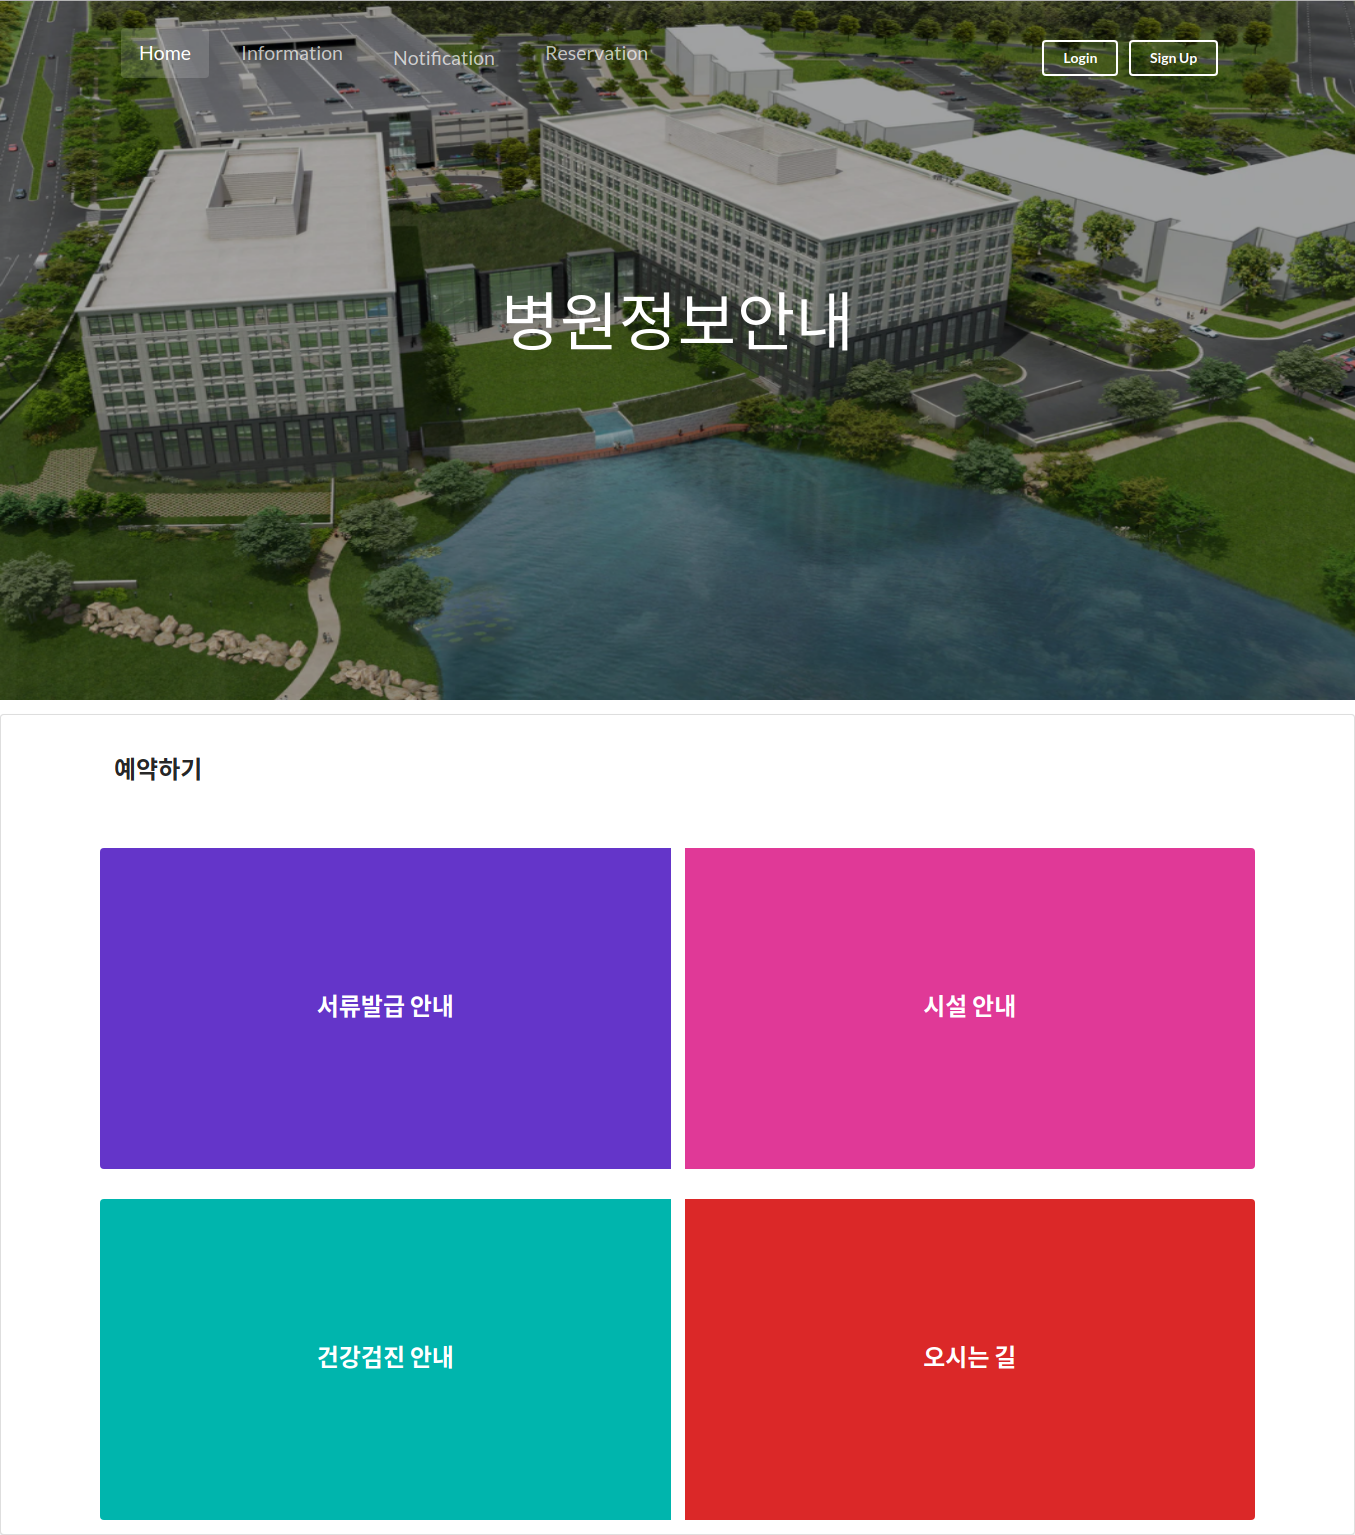 Home Information Notification Reservation Login Sign Up
병원정보안내
예약하기
서류발급 안내 시설 안내
건강검진 안내 오시는 길